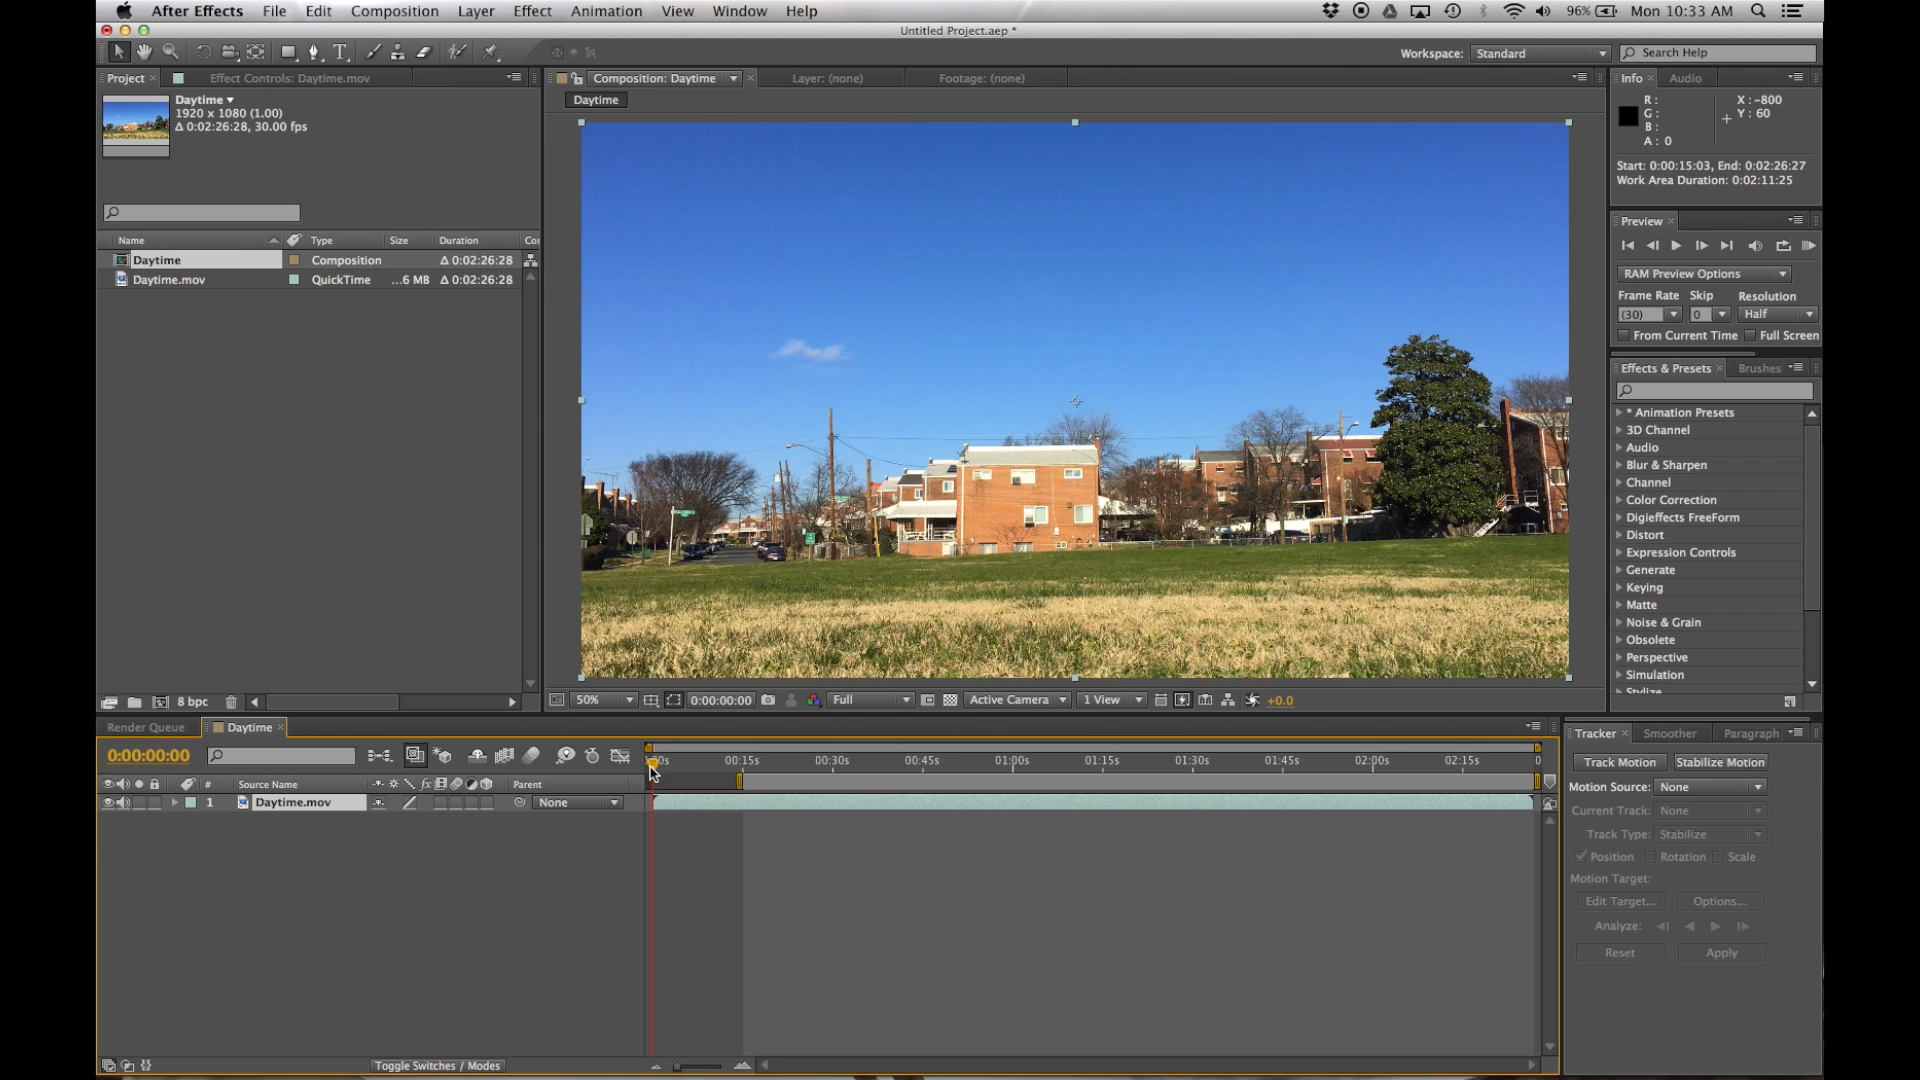 After Effects File Edit Composition Layer Effect Animation View Window Help 96% Mon 10:33 AM
Untitled Project.aep *
Workspace: Standard Search Help
Project Effect Controls: Daytime.mov Composition: Daytime Layer: (none) Footage: (none) Info Audio
Daytime
1920 x 1080 (1.00)
Δ 0:02:26:28, 30.00 fps
Daytime
R: X: -800
G: Y: 60
B:
A: 0
Start: 0:00:15:03, End: 0:02:26:27
Work Area Duration: 0:02:11:25
Preview
RAM Preview Options
Frame Rate Skip Resolution
(30) 0 Half
From Current Time Full Screen
Name Type Size Duration Co
Daytime Composition Δ 0:02:26:28
Daytime.mov QuickTime ...6 MB Δ 0:02:26:28
Effects & Presets Brushes
* Animation Presets
3D Channel
Audio
Blur & Sharpen
Channel
Color Correction
Digieffects FreeForm
Distort
Expression Controls
Generate
Keying
Matte
Noise & Grain
Obsolete
Perspective
Simulation
Stylize
8 bpc 50% 0:00:00:00 Full Active Camera 1 View +0.0
Render Queue Daytime
0:00:00:00
00:15s 00:30s 00:45s 01:00s 01:15s 01:30s 01:45s 02:00s 02:15s 0
# Source Name fx Parent
1 Daytime.mov None
Toggle Switches / Modes
Tracker Smoother Paragraph
Track Motion Stabilize Motion
Motion Source: None
Current Track: None
Track Type: Stabilize
Position Rotation Scale
Motion Target:
Edit Target... Options...
Analyze:
Reset Apply